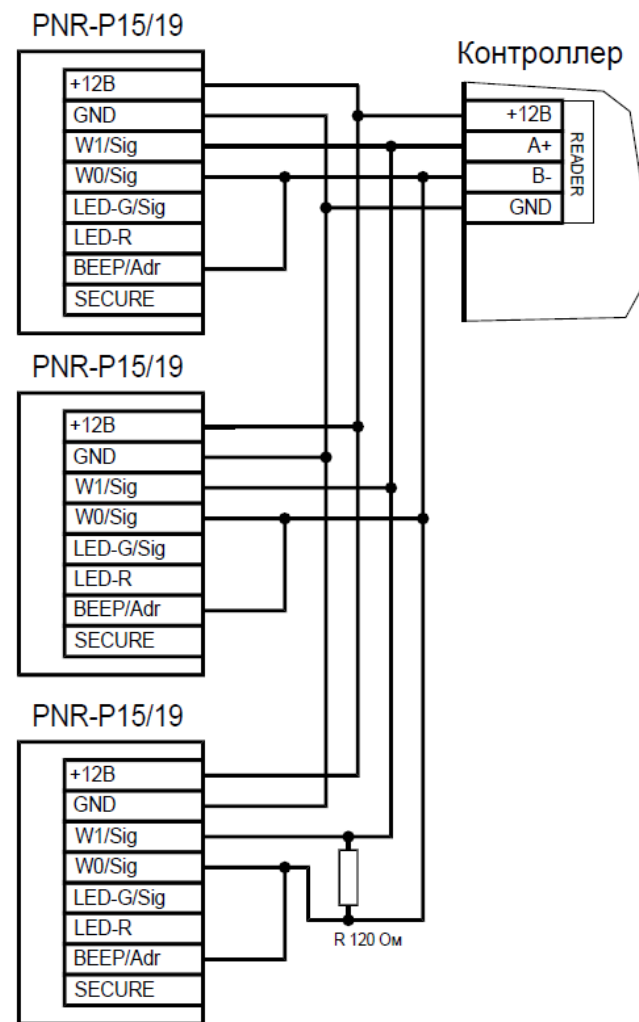 PNR-P15/19
+12В
GND
W1/Sig
W0/Sig
LED-G/Sig
LED-R
BEEP/Adr
SECURE
Контроллер
+12В
A+
B-
GND
READER
PNR-P15/19
+12В
GND
W1/Sig
W0/Sig
LED-G/Sig
LED-R
BEEP/Adr
SECURE
PNR-P15/19
+12В
GND
W1/Sig
W0/Sig
LED-G/Sig
LED-R
BEEP/Adr
SECURE
R 120 Ом